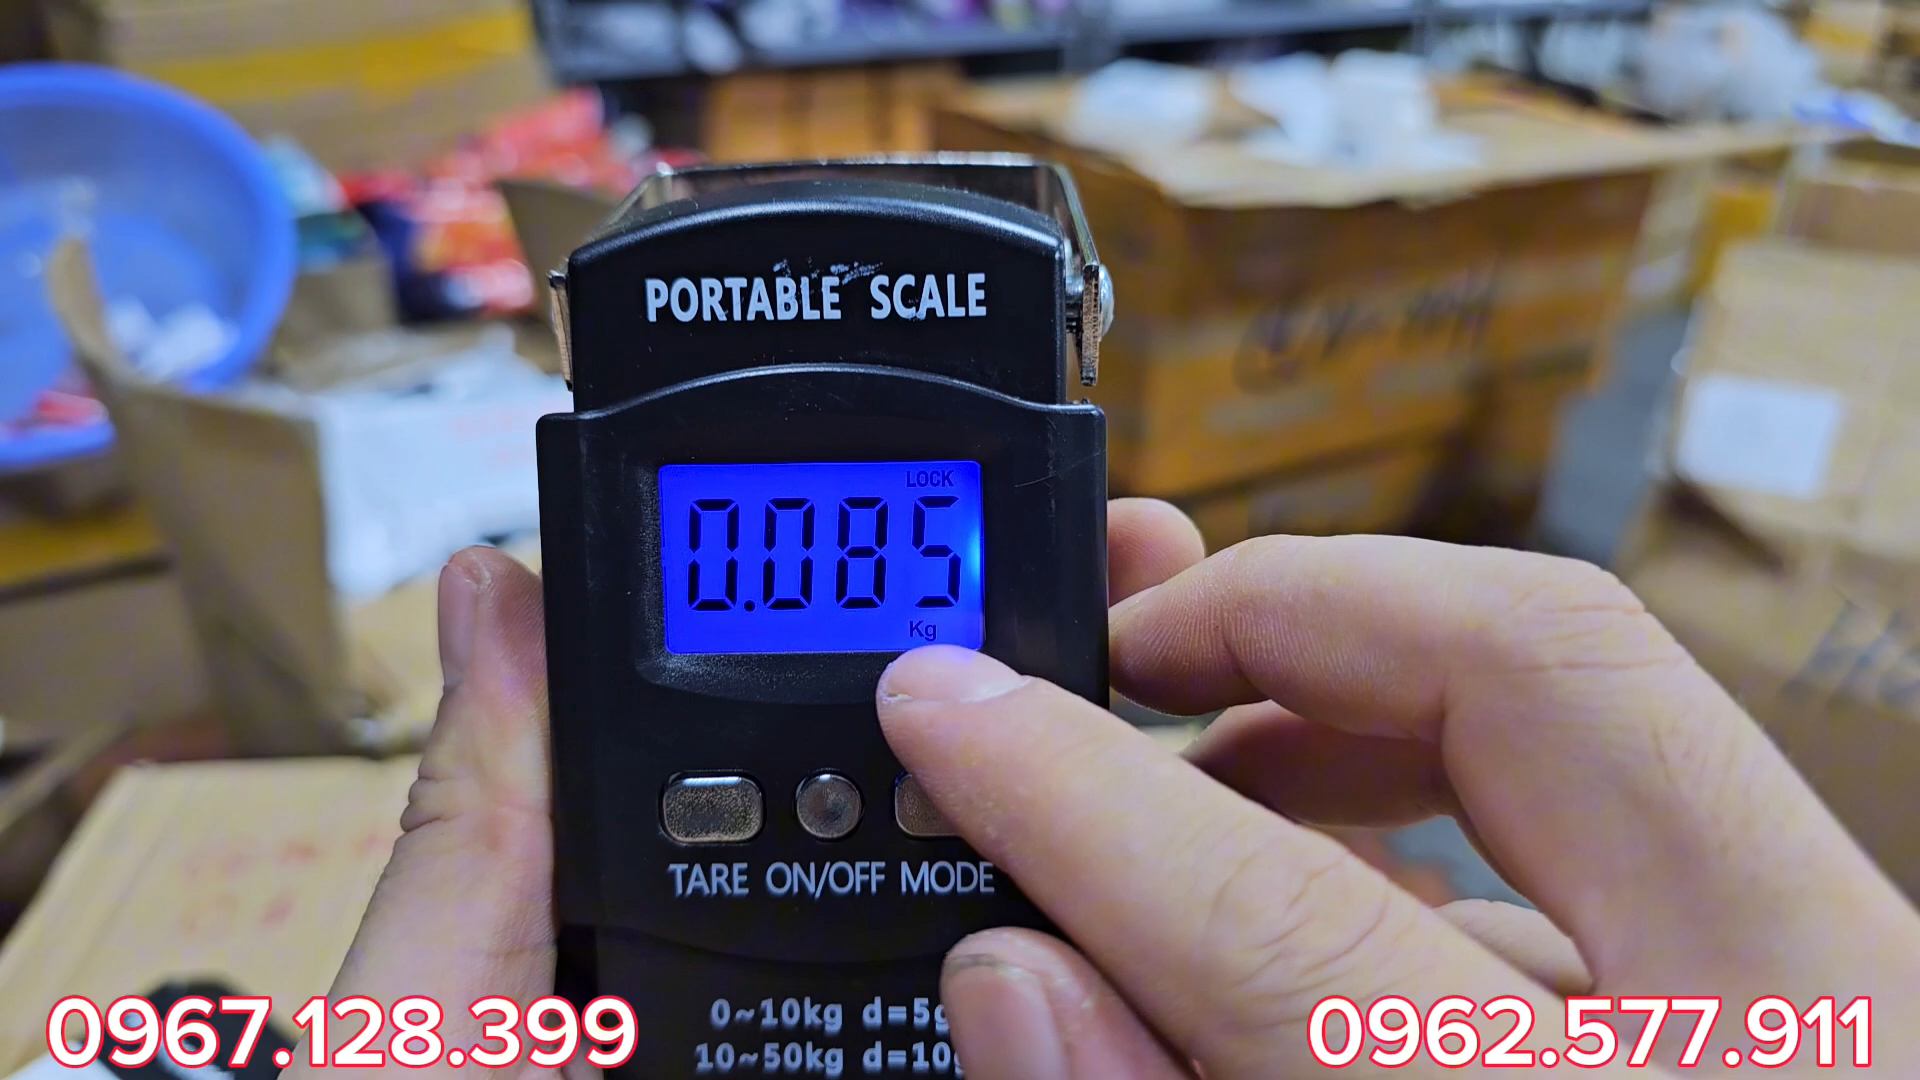 PORTABLE SCALE
LOCK
0.085
Kg
TARE ON/OFF MODE
0~10kg d=5g
10~50kg d=10g
0967.128.399
0962.577.911